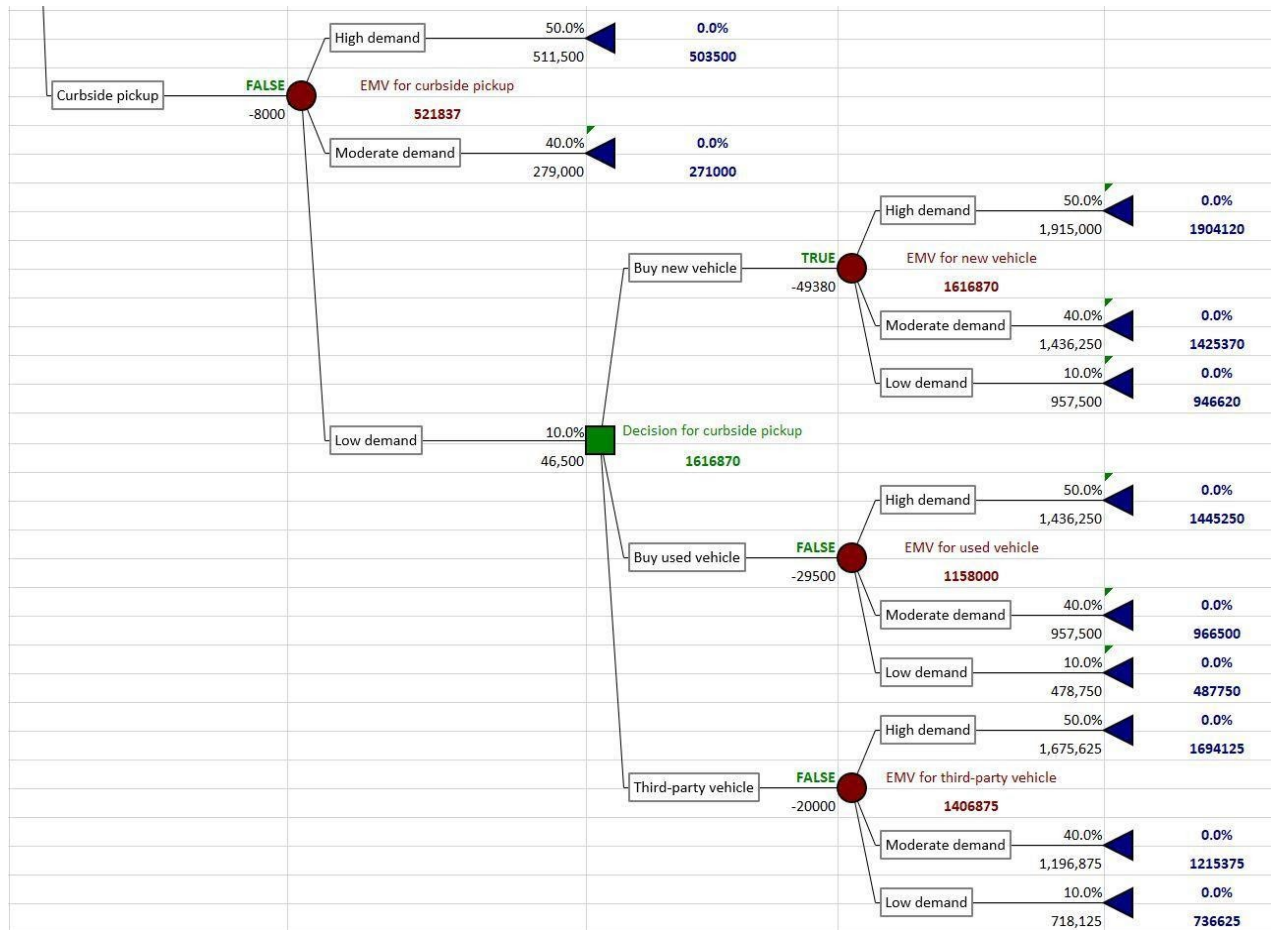 High demand 50.0% 0.0%
511,500 503500
Curbside pickup FALSE EMV for curbside pickup
-8000 521837
Moderate demand 40.0% 0.0%
279,000 271000
High demand 50.0% 0.0%
1,915,000 1904120
Buy new vehicle TRUE EMV for new vehicle
-49380 1616870
Moderate demand 40.0% 0.0%
1,436,250 1425370
Low demand 10.0% 0.0%
957,500 946620
Low demand 10.0% Decision for curbside pickup
46,500 1616870
High demand 50.0% 0.0%
1,436,250 1445250
Buy used vehicle FALSE EMV for used vehicle
-29500 1158000
Moderate demand 40.0% 0.0%
957,500 966500
Low demand 10.0% 0.0%
478,750 487750
High demand 50.0% 0.0%
1,675,625 1694125
Third-party vehicle FALSE EMV for third-party vehicle
-20000 1406875
Moderate demand 40.0% 0.0%
1,196,875 1215375
Low demand 10.0% 0.0%
718,125 736625